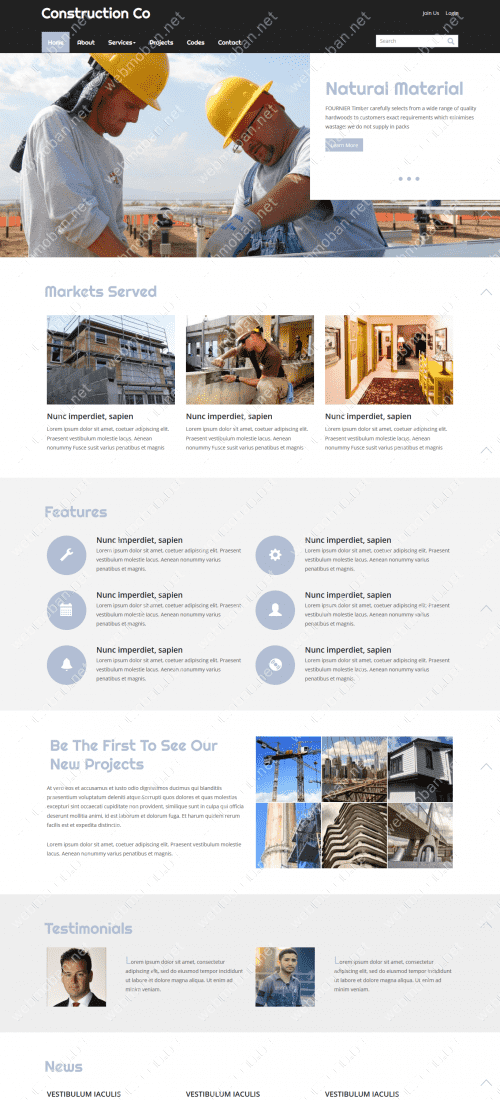 Construction Co
Join Us Login
Home About Services Projects Codes Contact
Search
Natural Material
FOURNIER Timber carefully selects from a wide range of quality
hardwoods to customers exact requirements which minimises
wastage: we do not supply in packs
Learn More
Markets Served
Nunc imperdiet, sapien
Lorem ipsum dolor sit amet, coetuer adipiscing elit.
Praesent vestibulum molestie lacus. Aenean
nonummy Fusce suscit varius penatibus et magnis
Nunc imperdiet, sapien
Lorem ipsum dolor sit amet, coetuer adipiscing elit.
Praesent vestibulum molestie lacus. Aenean
nonummy Fusce suscit varius penatibus et magnis
Nunc imperdiet, sapien
Lorem ipsum dolor sit amet, coetuer adipiscing elit.
Praesent vestibulum molestie lacus. Aenean
nonummy Fusce suscit varius penatibus et magnis
Features
Nunc imperdiet, sapien
Lorem ipsum dolor sit amet, coetuer adipiscing elit. Praesent
vestibulum molestie lacus. Aenean nonummy varius
penatibus et magnis.
Nunc imperdiet, sapien
Lorem ipsum dolor sit amet, coetuer adipiscing elit. Praesent
vestibulum molestie lacus. Aenean nonummy varius
penatibus et magnis.
Nunc imperdiet, sapien
Lorem ipsum dolor sit amet, coetuer adipiscing elit. Praesent
vestibulum molestie lacus. Aenean nonummy varius
penatibus et magnis.
Nunc imperdiet, sapien
Lorem ipsum dolor sit amet, coetuer adipiscing elit. Praesent
vestibulum molestie lacus. Aenean nonummy varius
penatibus et magnis.
Nunc imperdiet, sapien
Lorem ipsum dolor sit amet, coetuer adipiscing elit. Praesent
vestibulum molestie lacus. Aenean nonummy varius
penatibus et magnis.
Nunc imperdiet, sapien
Lorem ipsum dolor sit amet, coetuer adipiscing elit. Praesent
vestibulum molestie lacus. Aenean nonummy varius
penatibus et magnis.
Be The First To See Our
New Projects
At vero eos et accusamus et iusto odio dignissimos ducimus qui blanditiis
praesentium voluptatum deleniti atque corrupti quos dolores et quas molestias
excepturi sint occaecati cupiditate non provident, similique sunt in culpa qui officia
deserunt mollitia animi, id est laborum et dolorum fuga. Et harum quidem rerum
facilis est et expedita distinctio.
Lorem ipsum dolor sit amet, coetuer adipiscing elit. Praesent vestibulum molestie
lacus. Aenean nonummy varius penatibus et magnis.
Testimonials
Lorem ipsum dolor sit amet, consectetur
adipiscing elit, sed do eiusmod tempor incididunt
ut labore et dolore magna aliqua. Ut enim ad
minim veniam.
Lorem ipsum dolor sit amet, consectetur
adipiscing elit, sed do eiusmod tempor incididunt
ut labore et dolore magna aliqua. Ut enim ad
minim veniam.
News
VESTIBULUM IACULIS
VESTIBULUM IACULIS
VESTIBULUM IACULIS
webmoban.net